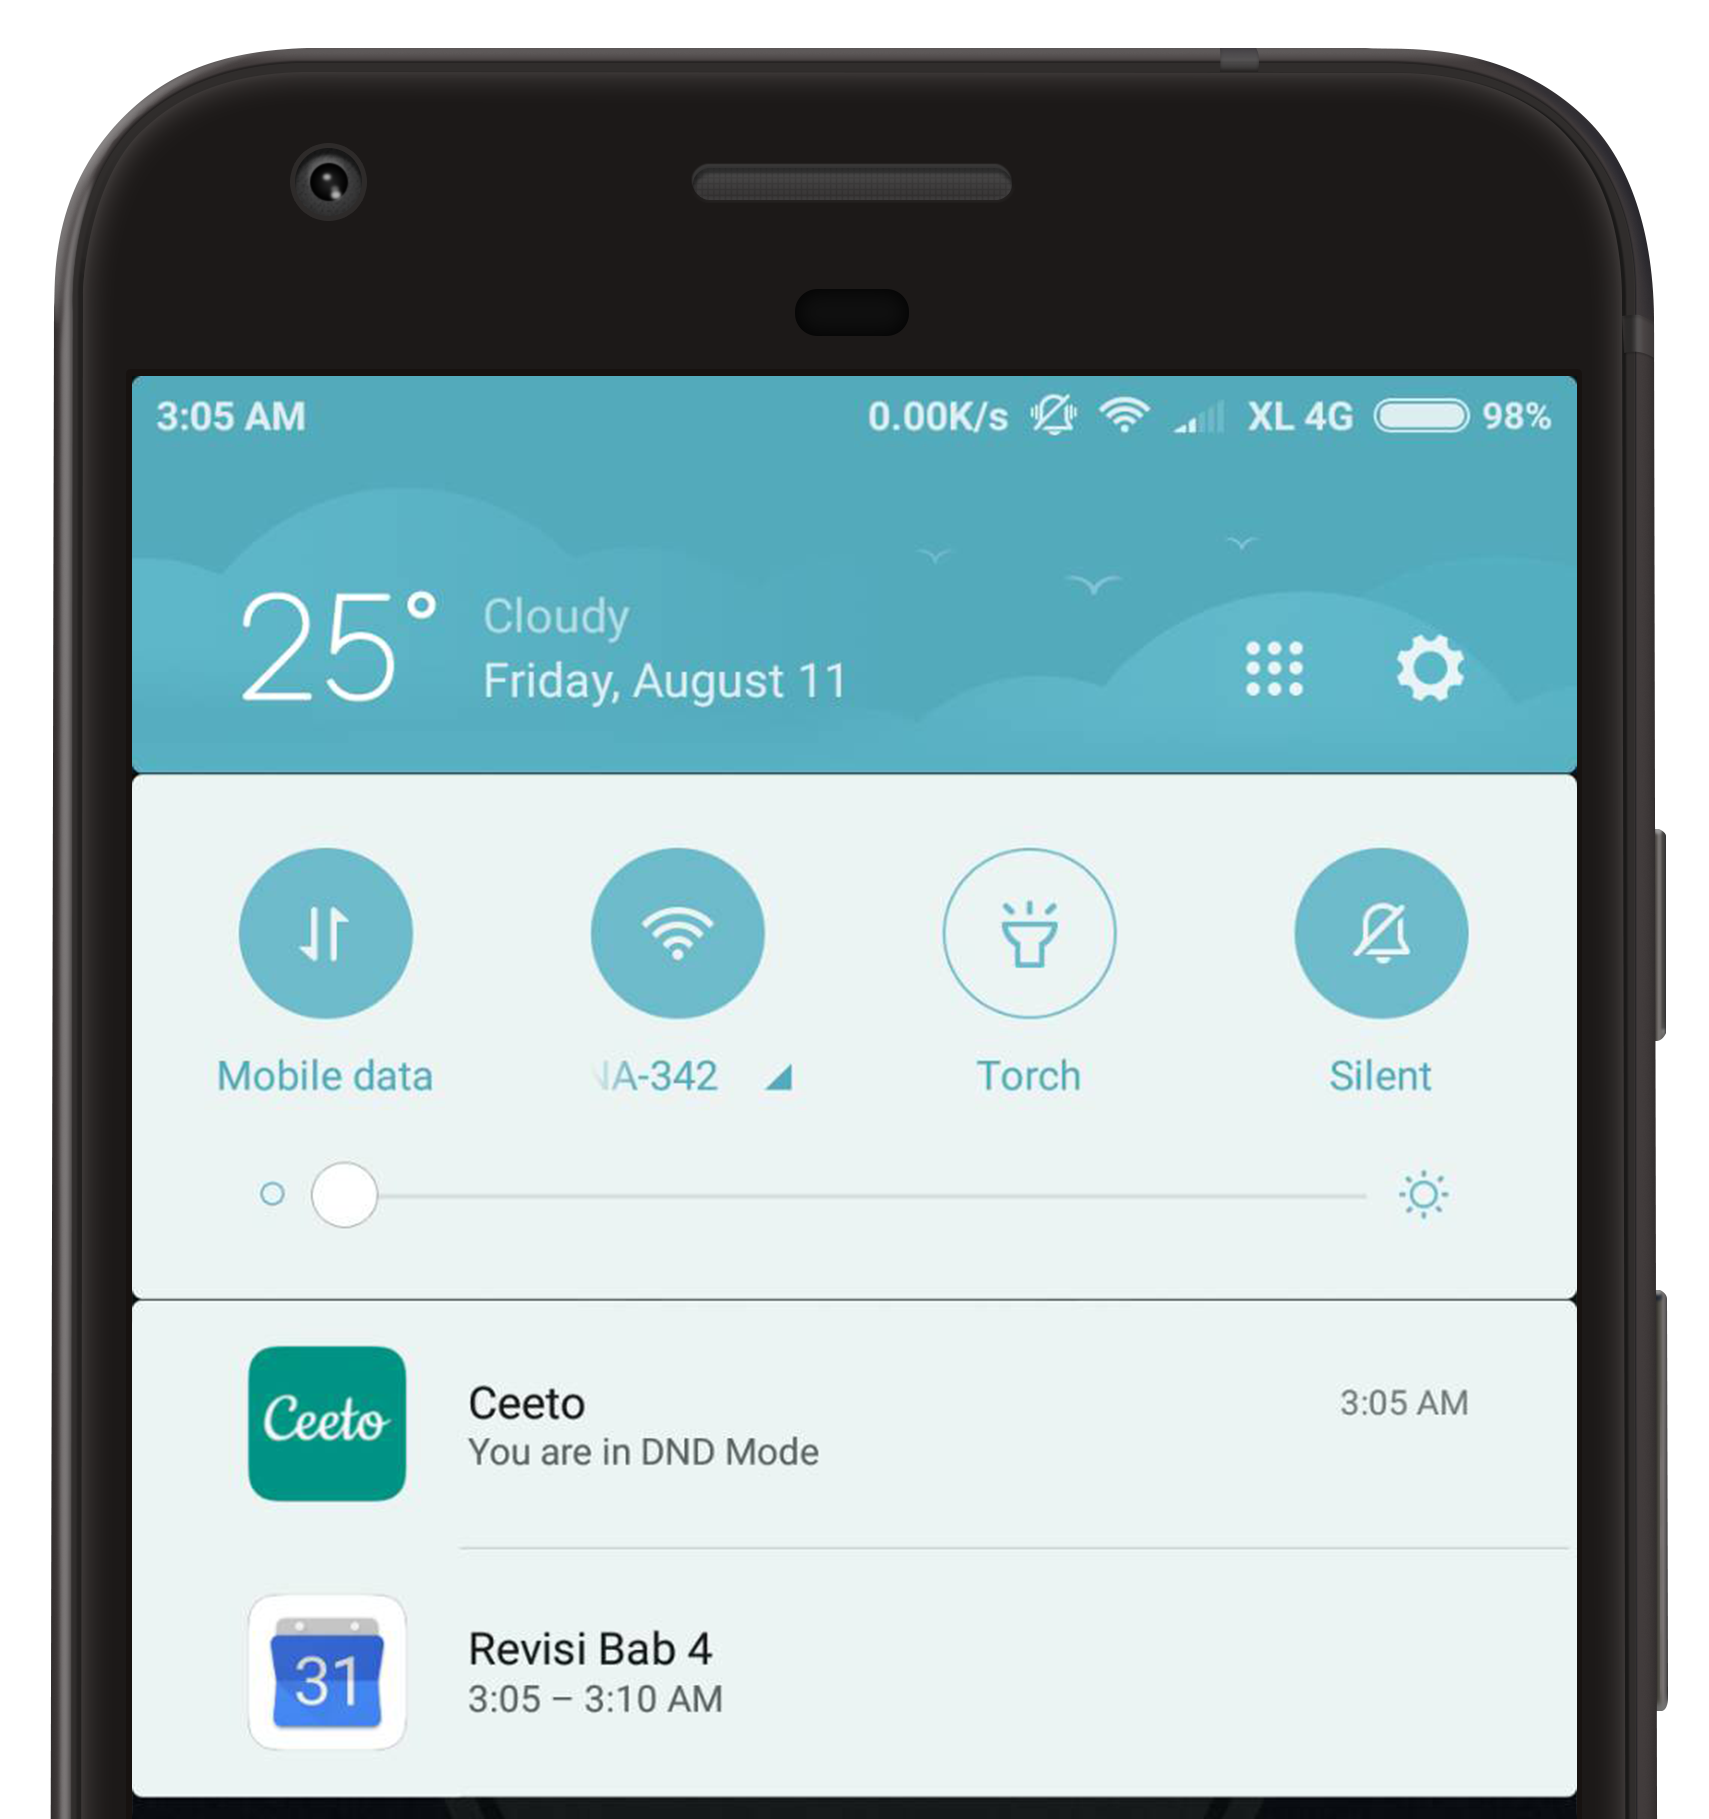 3:05 AM 0.00K/s XL 4G 98%
25° Cloudy
Friday, August 11
Mobile data A-342 Torch Silent
Ceeto Ceeto 3:05 AM
You are in DND Mode
31 Revisi Bab 4
3:05 – 3:10 AM